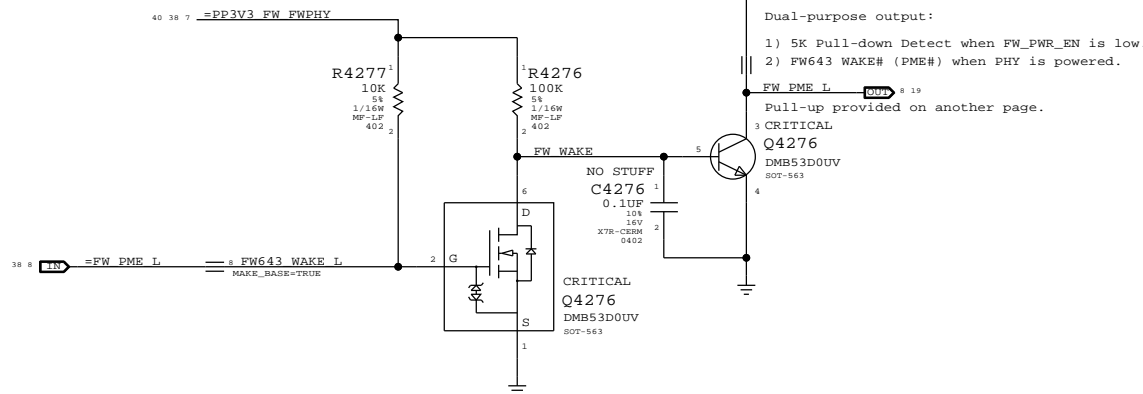 40 38 7 =PP3V3_FW_FWPHY
Dual-purpose output:
1) 5K Pull-down Detect when FW_PWR_EN is low
2) FW643 WAKE# (PME#) when PHY is powered.
FW_PME_L OUT 8 19
Pull-up provided on another page.
1
R4277
10K
5%
1/16W
MF-LF
402
2
1
R4276
100K
5%
1/16W
MF-LF
402
2
FW_WAKE
5
3
CRITICAL
Q4276
DMB53D0UV
SOT-563
4
NO STUFF
C4276
0.1UF
10%
16V
X7R-CERM
0402
1
2
6
D
38 8 IN =FW_PME_L 8 FW643_WAKE_L
MAKE_BASE=TRUE
2 G
CRITICAL
Q4276
DMB53D0UV
SOT-563
S
1